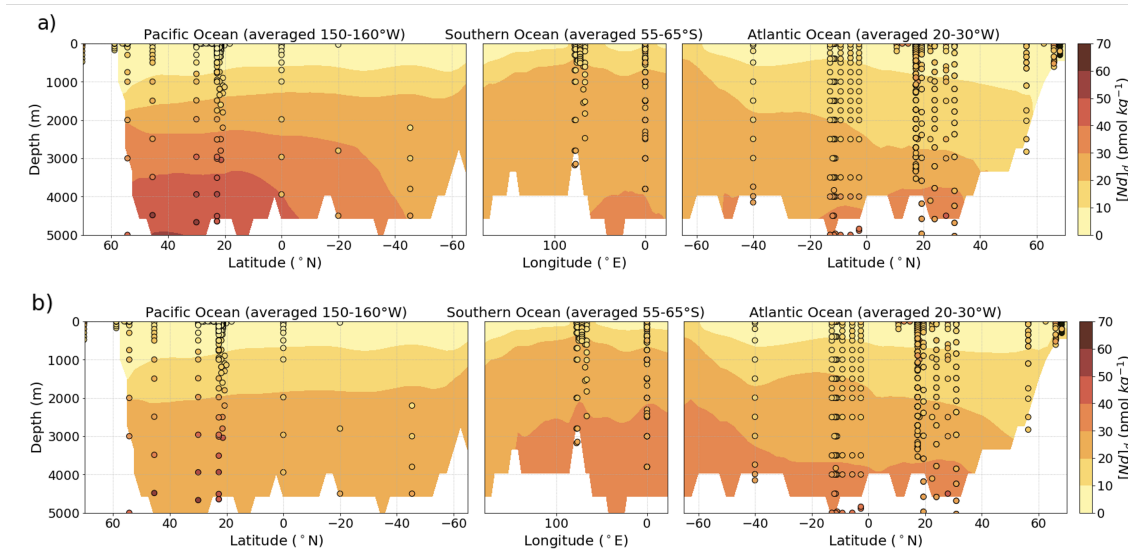 a)
Pacific Ocean (averaged 150-160°W) Southern Ocean (averaged 55-65°S) Atlantic Ocean (averaged 20-30°W)
0 1000 2000 3000 4000 5000
Depth (m)
60 40 20 0 −20 −40 −60
Latitude (°N)
100 0
Longitude (°E)
−60 −40 −20 0 20 40 60
Latitude (°N)
70 60 50 40 30 20 10 0
[Nd]d (pmol kg−1)
b)
Pacific Ocean (averaged 150-160°W) Southern Ocean (averaged 55-65°S) Atlantic Ocean (averaged 20-30°W)
0 1000 2000 3000 4000 5000
Depth (m)
60 40 20 0 −20 −40 −60
Latitude (°N)
100 0
Longitude (°E)
−60 −40 −20 0 20 40 60
Latitude (°N)
70 60 50 40 30 20 10 0
[Nd]d (pmol kg−1)